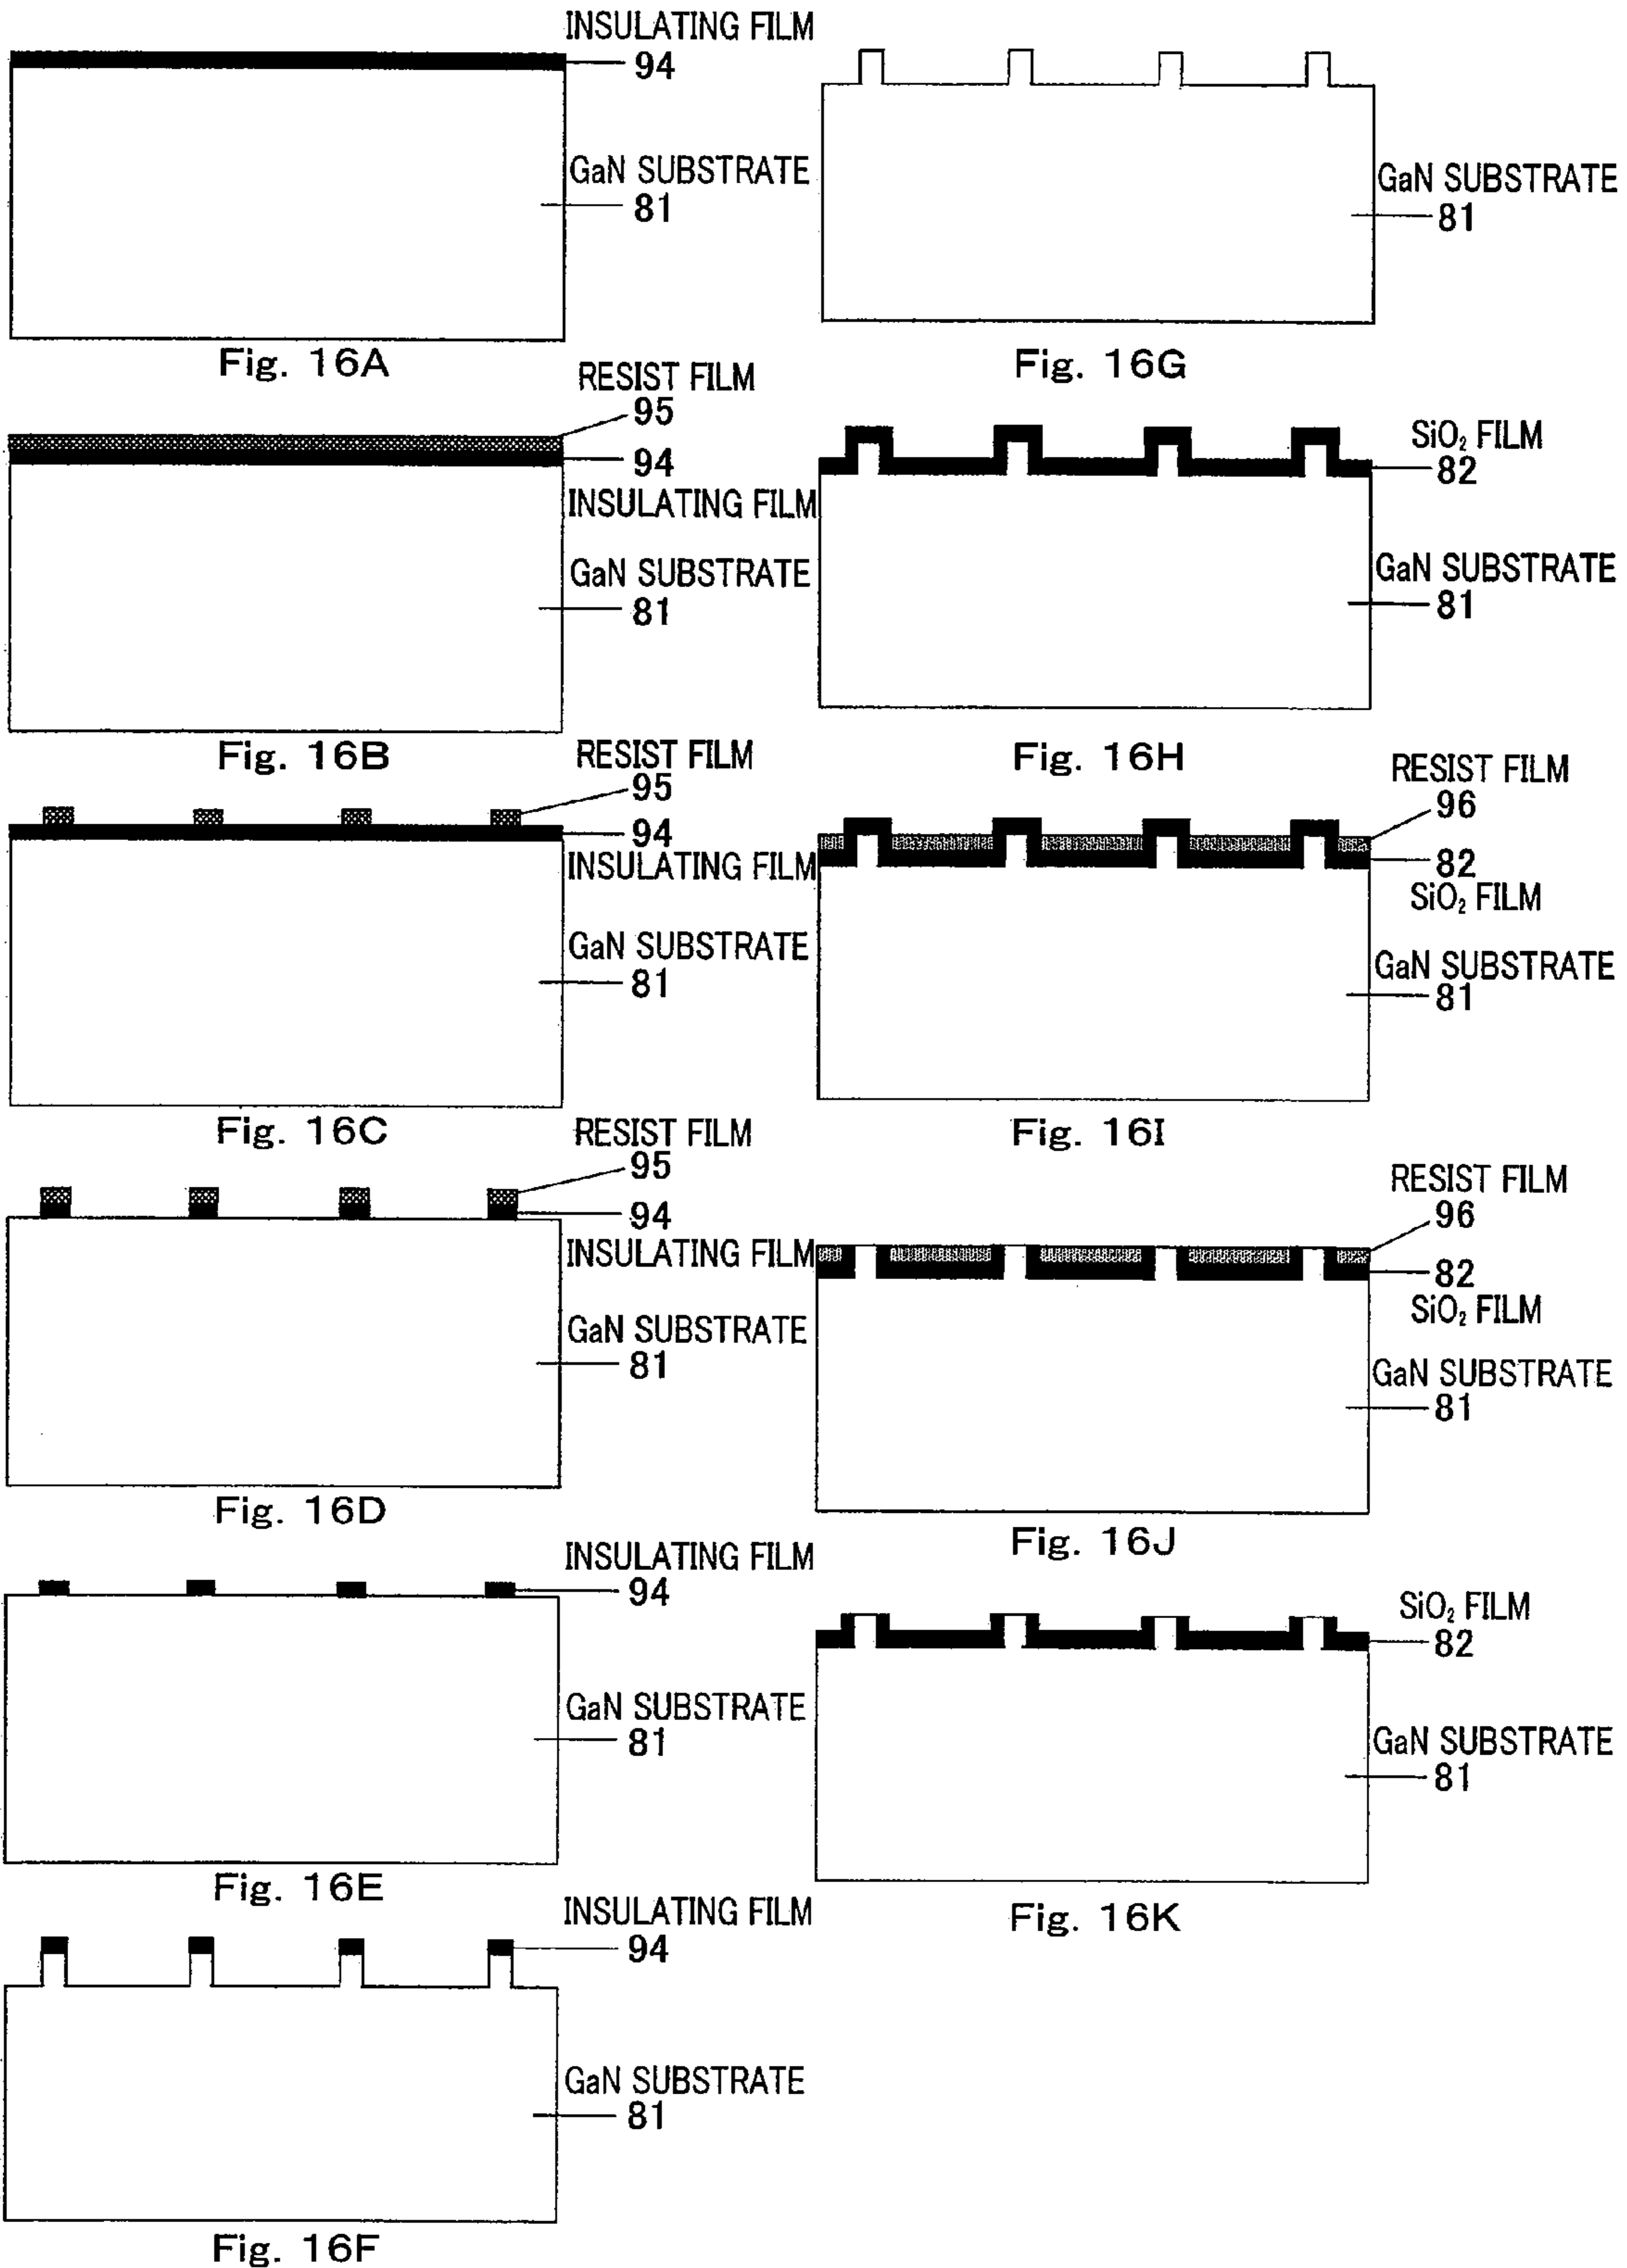 INSULATING FILM
94
GaN SUBSTRATE
81
Fig. 16A
RESIST FILM
95
94
INSULATING FILM
GaN SUBSTRATE
81
Fig. 16B
RESIST FILM
95
94
INSULATING FILM
GaN SUBSTRATE
81
Fig. 16C
RESIST FILM
95
94
INSULATING FILM
GaN SUBSTRATE
81
Fig. 16D
INSULATING FILM
94
GaN SUBSTRATE
81
Fig. 16E
INSULATING FILM
94
GaN SUBSTRATE
81
Fig. 16F
GaN SUBSTRATE
81
Fig. 16G
SiO₂ FILM
82
GaN SUBSTRATE
81
Fig. 16H
RESIST FILM
96
82
SiO₂ FILM
GaN SUBSTRATE
81
Fig. 16I
RESIST FILM
96
82
SiO₂ FILM
GaN SUBSTRATE
81
Fig. 16J
SiO₂ FILM
82
GaN SUBSTRATE
81
Fig. 16K